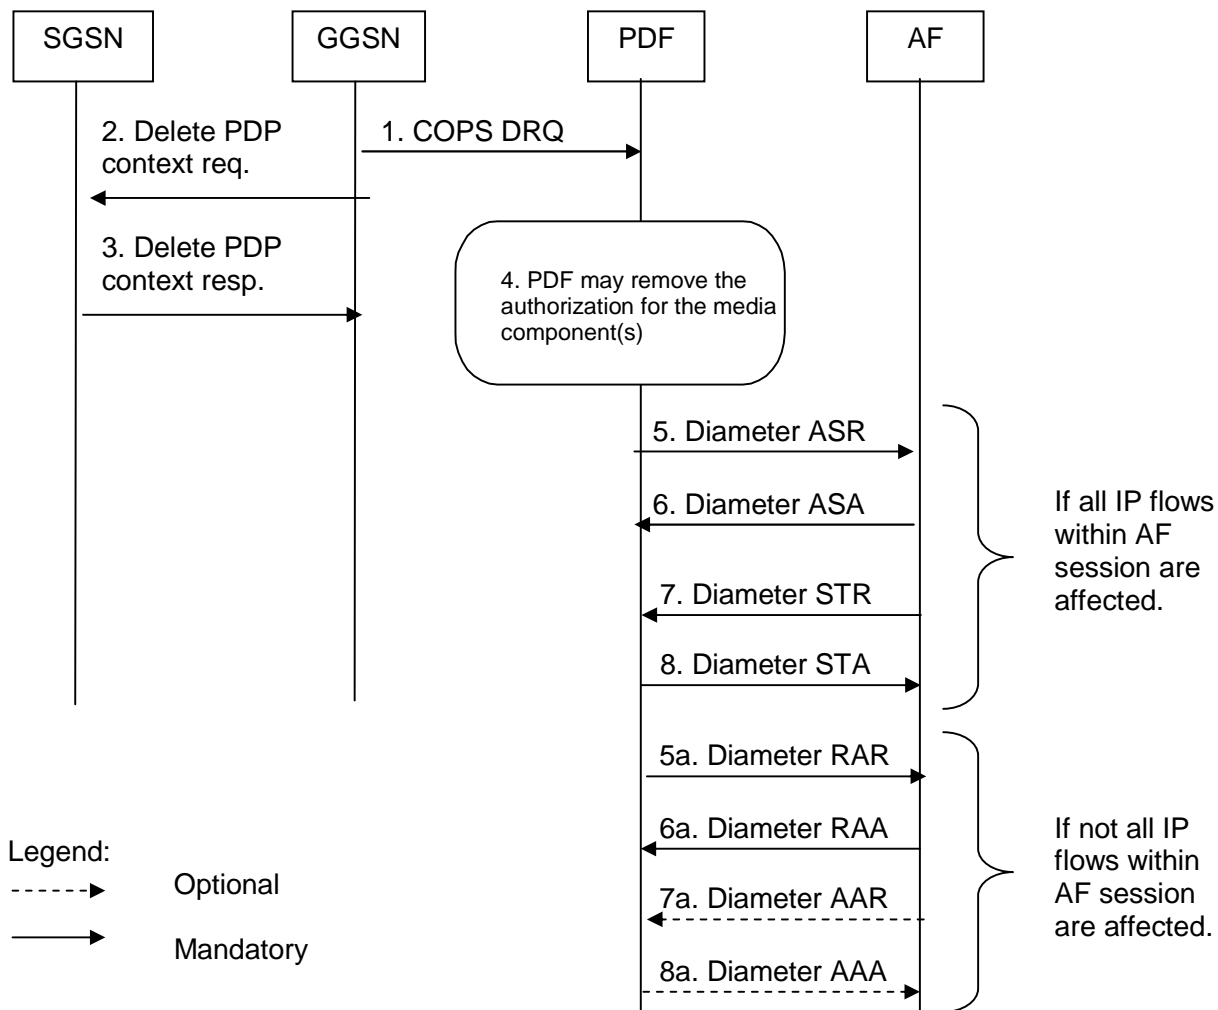 SGSN
GGSN
PDF
AF
2. Delete PDP
context req.
1. COPS DRQ
3. Delete PDP
context resp.
4. PDF may remove the
authorization for the media
component(s)
5. Diameter ASR
6. Diameter ASA
7. Diameter STR
8. Diameter STA
If all IP flows
within AF
session are
affected.
5a. Diameter RAR
6a. Diameter RAA
7a. Diameter AAR
8a. Diameter AAA
If not all IP
flows within
AF session
are affected.
Legend:
Optional
Mandatory